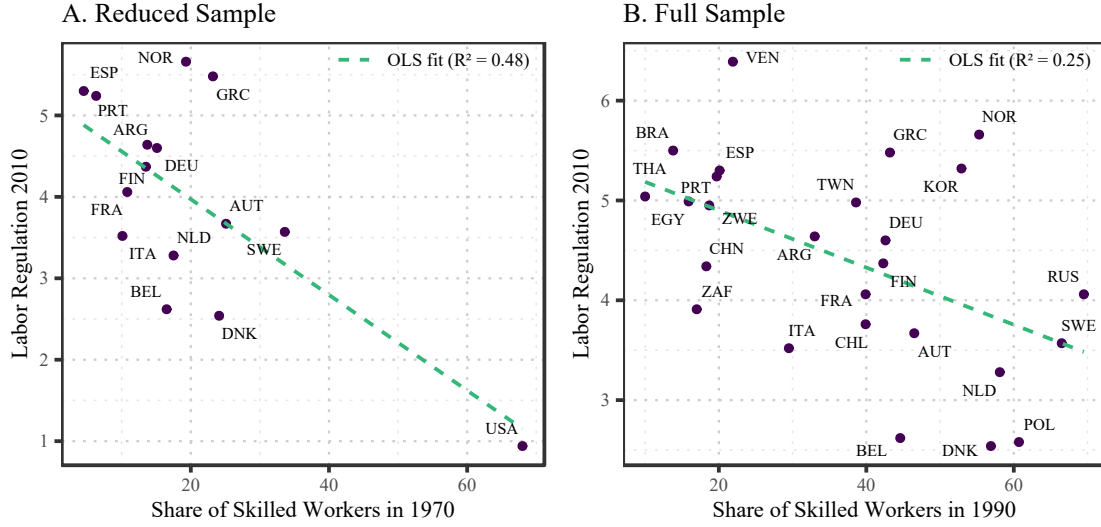 A. Reduced Sample
OLS fit (R² = 0.48)
NOR
GRC
ESP
PRT
ARG
DEU
FIN
FRA
AUT
ITA
NLD
SWE
BEL
DNK
USA
5
4
3
2
1
20
40
60
Labor Regulation 2010
Share of Skilled Workers in 1970
B. Full Sample
OLS fit (R² = 0.25)
VEN
NOR
GRC
BRA
ESP
THA
KOR
PRT
TWN
EGY
ZWE
DEU
CHN
ARG
FIN
RUS
ZAF
FRA
SWE
ITA
CHL
AUT
NLD
BEL
DNK
POL
6
5
4
3
20
40
60
Labor Regulation 2010
Share of Skilled Workers in 1990